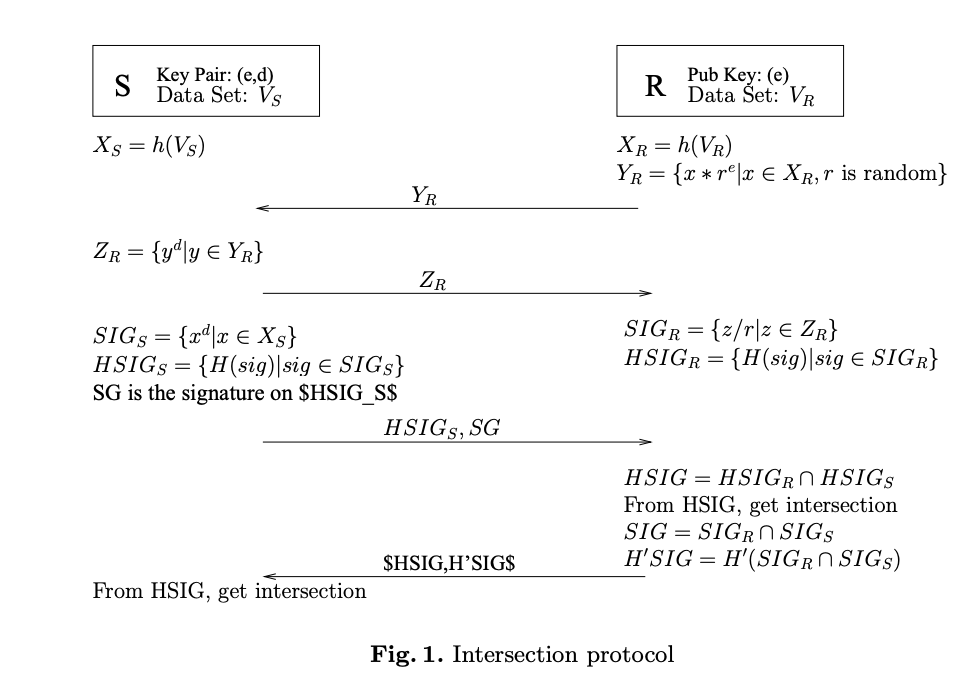 S Key Pair: (e,d)
Data Set: V_S
R Pub Key: (e)
Data Set: V_R
X_S = h(V_S)
X_R = h(V_R)
Y_R = {x ∗ r^e|x ∈ X_R, r is random}
Y_R
Z_R = {y^d|y ∈ Y_R}
Z_R
SIG_S = {x^d|x ∈ X_S}
HSIG_S = {H(sig)|sig ∈ SIG_S}
SG is the signature on $HSIG_S$
SIG_R = {z/r|z ∈ Z_R}
HSIG_R = {H(sig)|sig ∈ SIG_R}
HSIG_S, SG
HSIG = HSIG_R ∩ HSIG_S
From HSIG, get intersection
SIG = SIG_R ∩ SIG_S
H′SIG = H′(SIG_R ∩ SIG_S)
$HSIG,H’SIG$
From HSIG, get intersection
Fig. 1. Intersection protocol